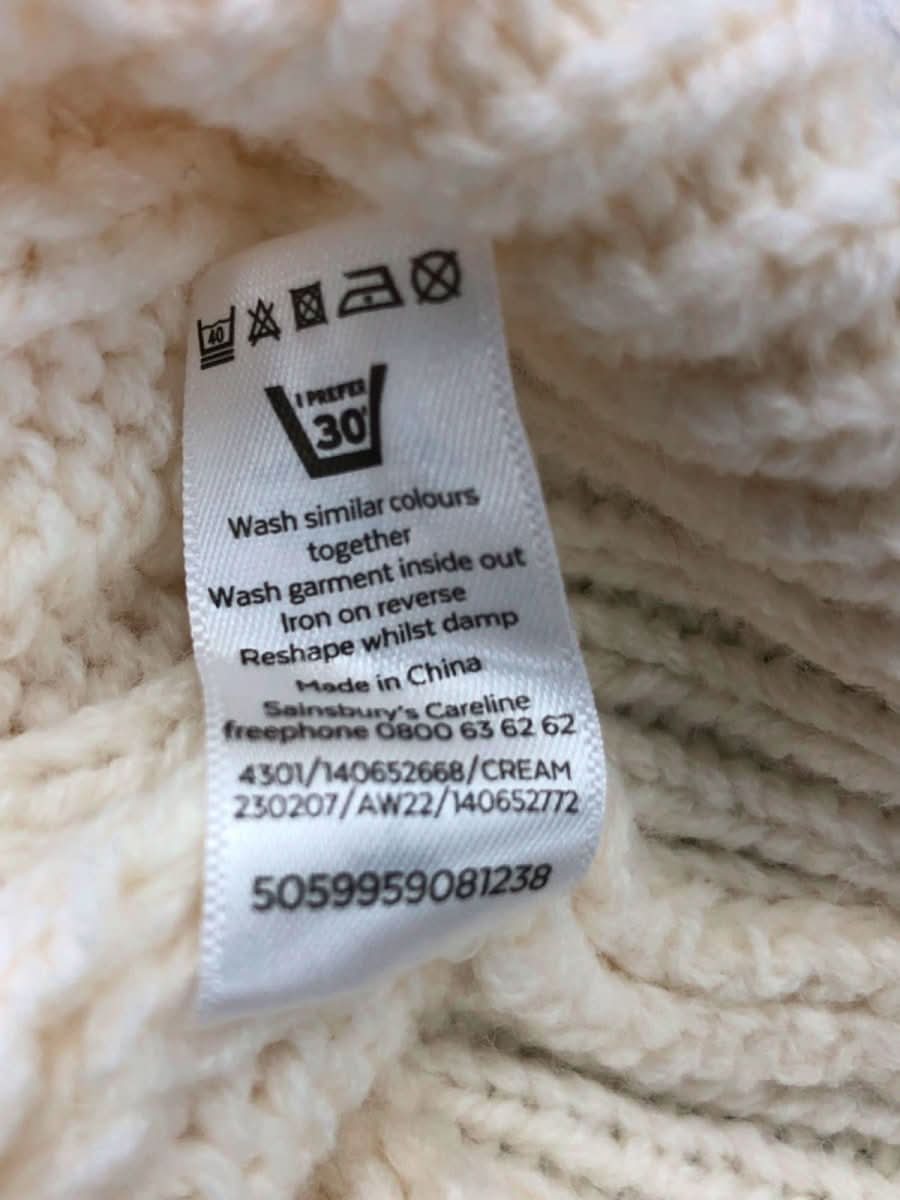 40
I PREFER
30°
Wash similar colours
together
Wash garment inside out
Iron on reverse
Reshape whilst damp
Made in China
Sainsbury's Careline
freephone 0800 63 62 62
4301/140652668/CREAM
230207/AW22/140652772
5059959081238